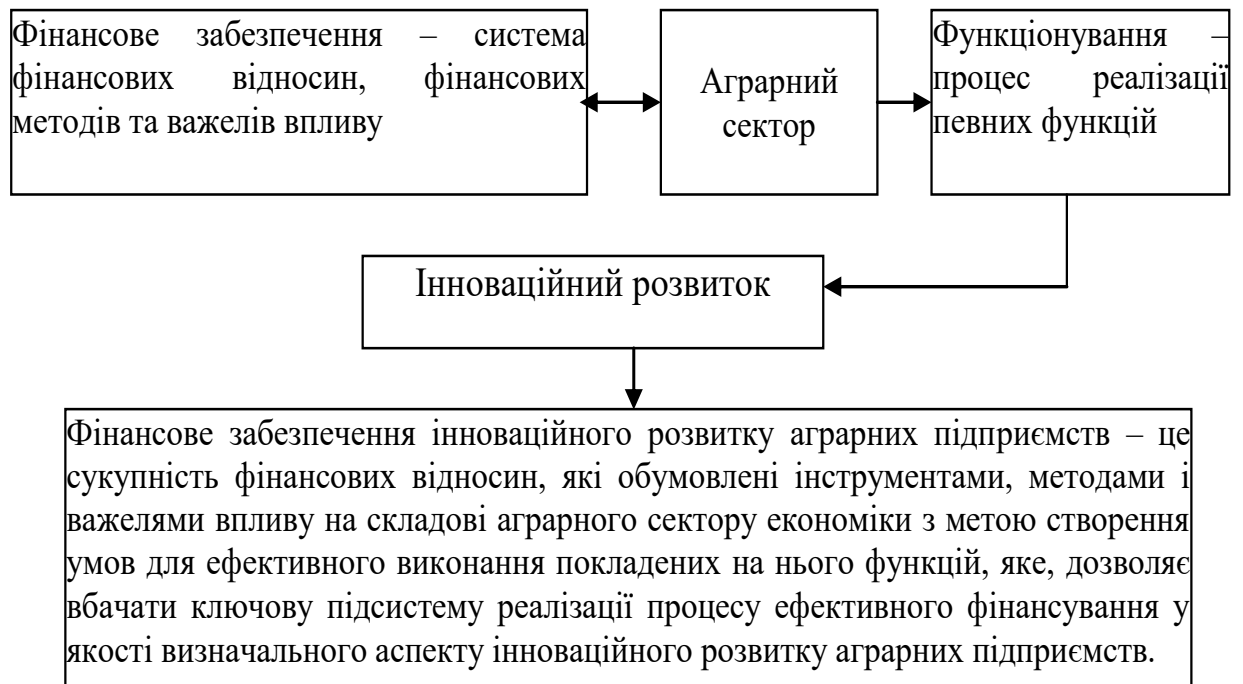 Фінансове забезпечення – система
фінансових відносин, фінансових
методів та важелів впливу
Аграрний
сектор
Функціонування –
процес реалізації
певних функцій
Інноваційний розвиток
Фінансове забезпечення інноваційного розвитку аграрних підприємств – це
сукупність фінансових відносин, які обумовлені інструментами, методами і
важелями впливу на складові аграрного сектору економіки з метою створення
умов для ефективного виконання покладених на нього функцій, яке, дозволяє
вбачати ключову підсистему реалізації процесу ефективного фінансування у
якості визначального аспекту інноваційного розвитку аграрних підприємств.